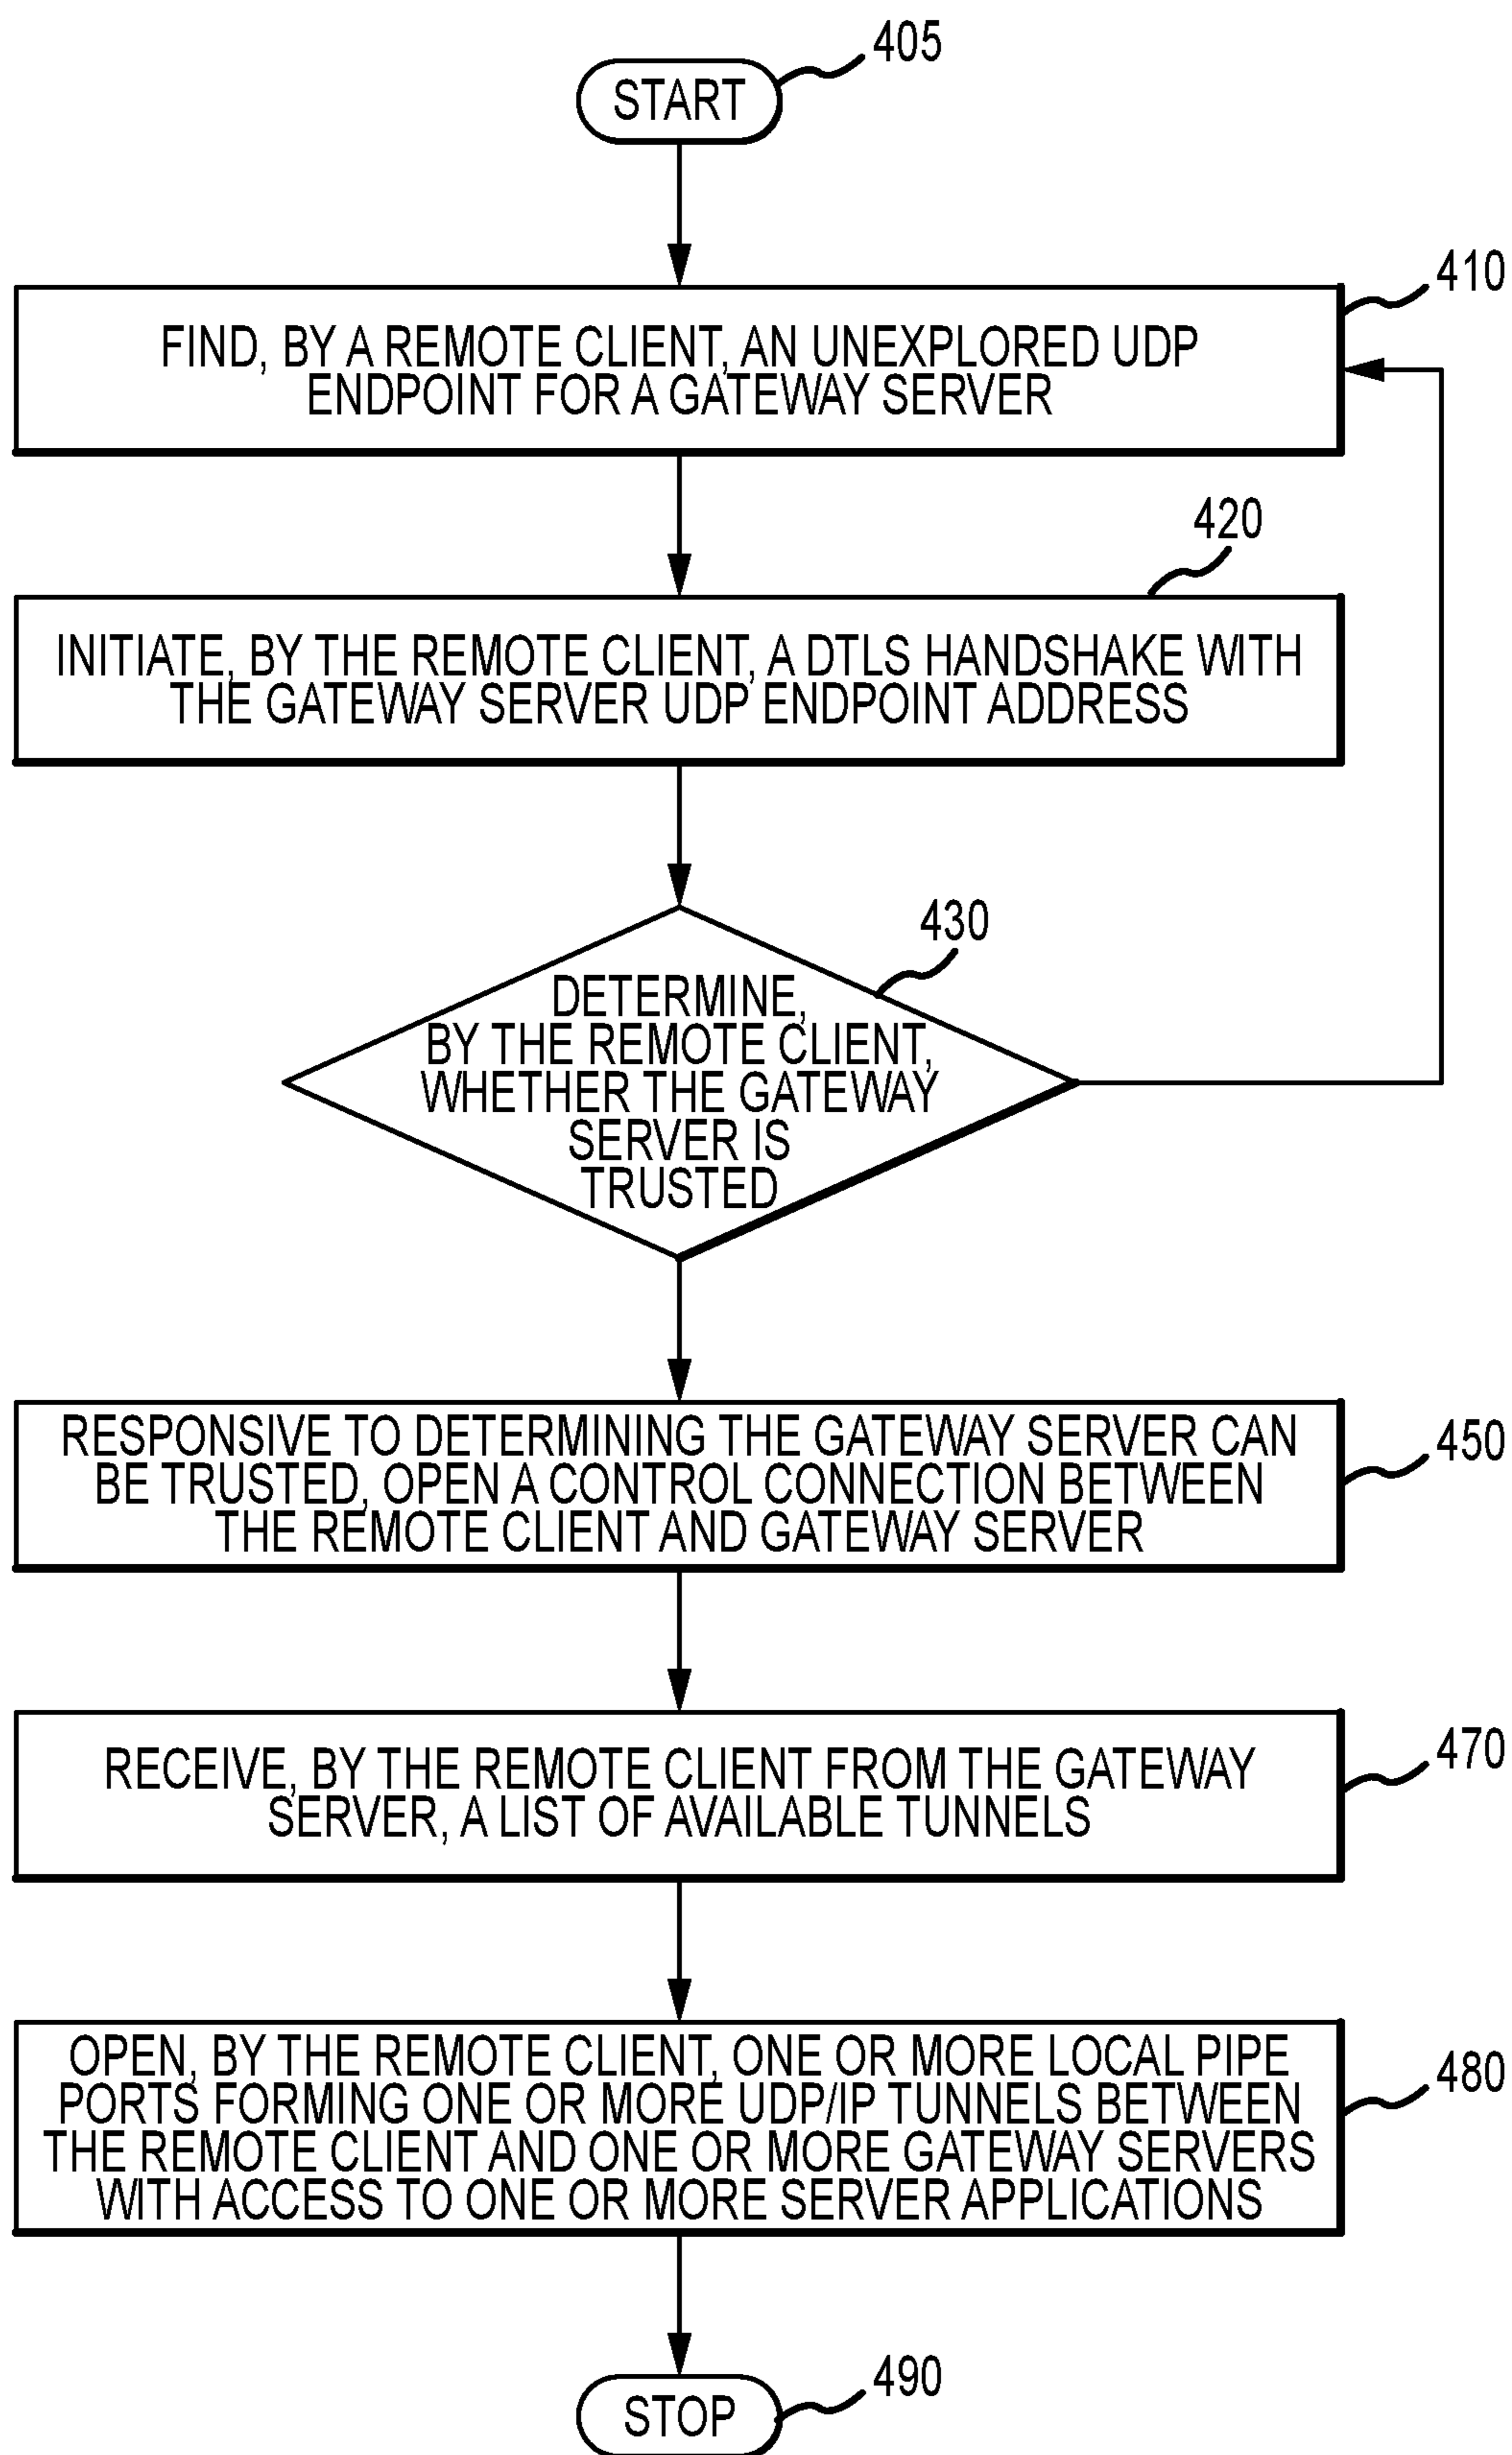 405
START
410
FIND, BY A REMOTE CLIENT, AN UNEXPLORED UDP
ENDPOINT FOR A GATEWAY SERVER
420
INITIATE, BY THE REMOTE CLIENT, A DTLS HANDSHAKE WITH
THE GATEWAY SERVER UDP ENDPOINT ADDRESS
430
DETERMINE,
BY THE REMOTE CLIENT,
WHETHER THE GATEWAY
SERVER IS
TRUSTED
RESPONSIVE TO DETERMINING THE GATEWAY SERVER CAN
BE TRUSTED, OPEN A CONTROL CONNECTION BETWEEN
THE REMOTE CLIENT AND GATEWAY SERVER
450
RECEIVE, BY THE REMOTE CLIENT FROM THE GATEWAY
SERVER, A LIST OF AVAILABLE TUNNELS
470
OPEN, BY THE REMOTE CLIENT, ONE OR MORE LOCAL PIPE
PORTS FORMING ONE OR MORE UDP/IP TUNNELS BETWEEN
THE REMOTE CLIENT AND ONE OR MORE GATEWAY SERVERS
WITH ACCESS TO ONE OR MORE SERVER APPLICATIONS
480
490
STOP